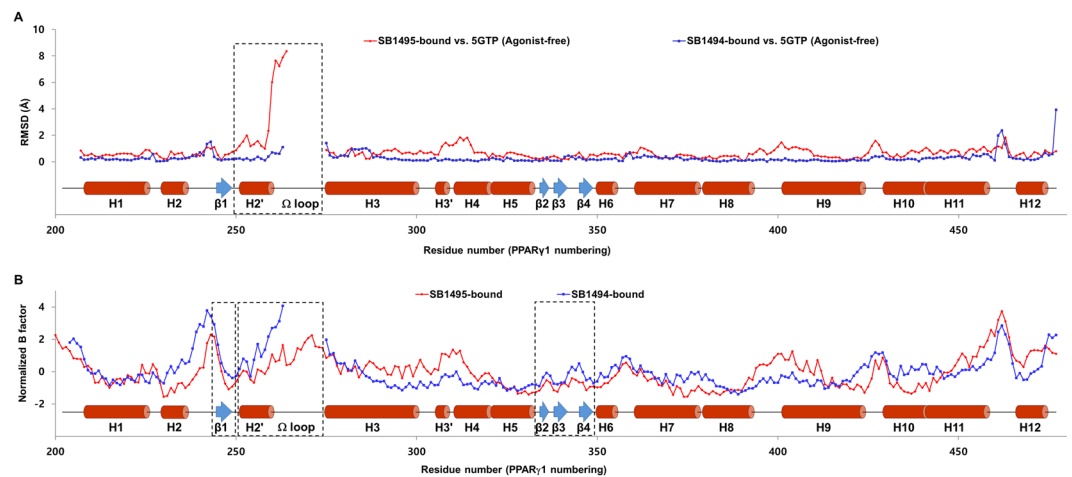 A
10
SB1495-bound vs. 5GTP (Agonist-free) SB1494-bound vs. 5GTP (Agonist-free)
8
6
4
2
0
RMSD (Å)
H1 H2 β1 H2' Ω loop H3 H3' H4 H5 β2 β3 β4 H6 H7 H8 H9 H10 H11 H12
200 250 300 350 400 450
Residue number (PPARγ1 numbering)
B
SB1495-bound SB1494-bound
4
2
0
-2
Normalized B factor
H1 H2 β1 H2' Ω loop H3 H3' H4 H5 β2 β3 β4 H6 H7 H8 H9 H10 H11 H12
200 250 300 350 400 450
Residue number (PPARγ1 numbering)